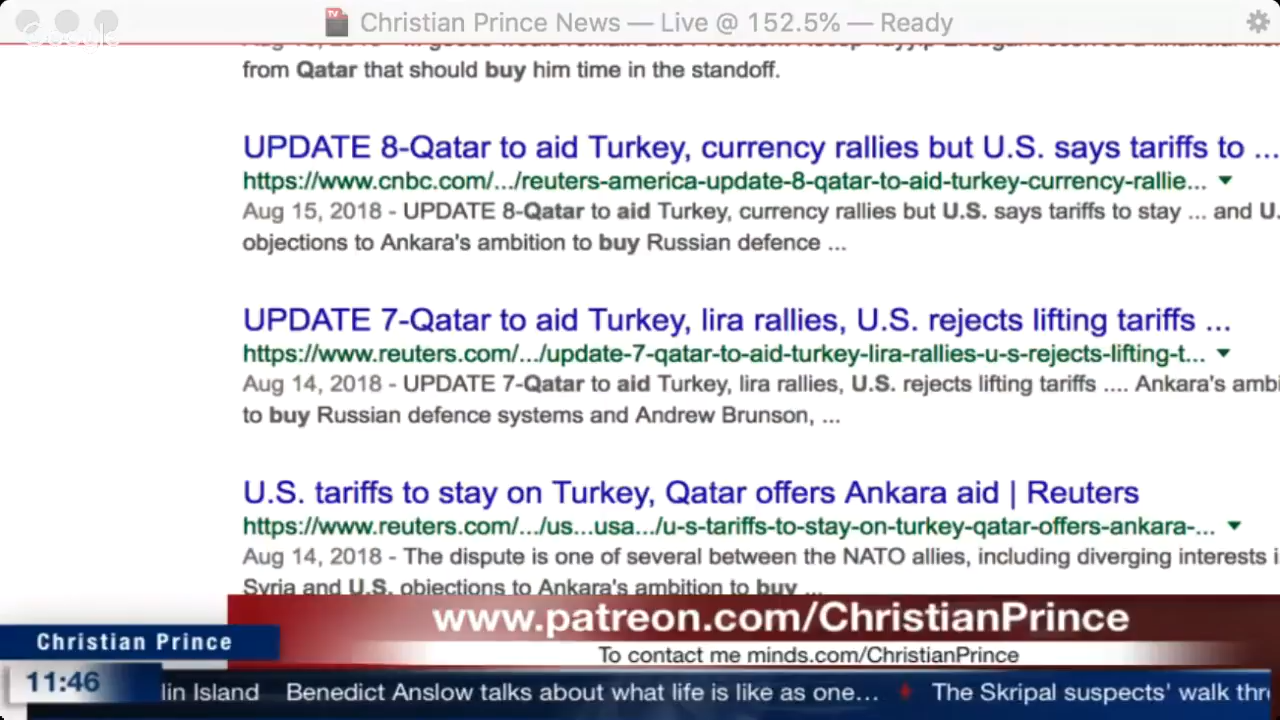 Christian Prince News — Live @ 152.5% — Ready
Google
from Qatar that should buy him time in the standoff.
UPDATE 8-Qatar to aid Turkey, currency rallies but U.S. says tariffs to ...
https://www.cnbc.com/.../reuters-america-update-8-qatar-to-aid-turkey-currency-rallie...
Aug 15, 2018 - UPDATE 8-Qatar to aid Turkey, currency rallies but U.S. says tariffs to stay ... and U.
objections to Ankara's ambition to buy Russian defence ...
UPDATE 7-Qatar to aid Turkey, lira rallies, U.S. rejects lifting tariffs ...
https://www.reuters.com/.../update-7-qatar-to-aid-turkey-lira-rallies-u-s-rejects-lifting-t...
Aug 14, 2018 - UPDATE 7-Qatar to aid Turkey, lira rallies, U.S. rejects lifting tariffs .... Ankara's ambi
to buy Russian defence systems and Andrew Brunson, ...
U.S. tariffs to stay on Turkey, Qatar offers Ankara aid | Reuters
https://www.reuters.com/.../us...usa.../u-s-tariffs-to-stay-on-turkey-qatar-offers-ankara-...
Aug 14, 2018 - The dispute is one of several between the NATO allies, including diverging interests i
Syria and U.S. objections to Ankara's ambition to buy ...
www.patreon.com/ChristianPrince
Christian Prince
To contact me minds.com/ChristianPrince
11:46
lin Island Benedict Anslow talks about what life is like as one... The Skripal suspects' walk thr